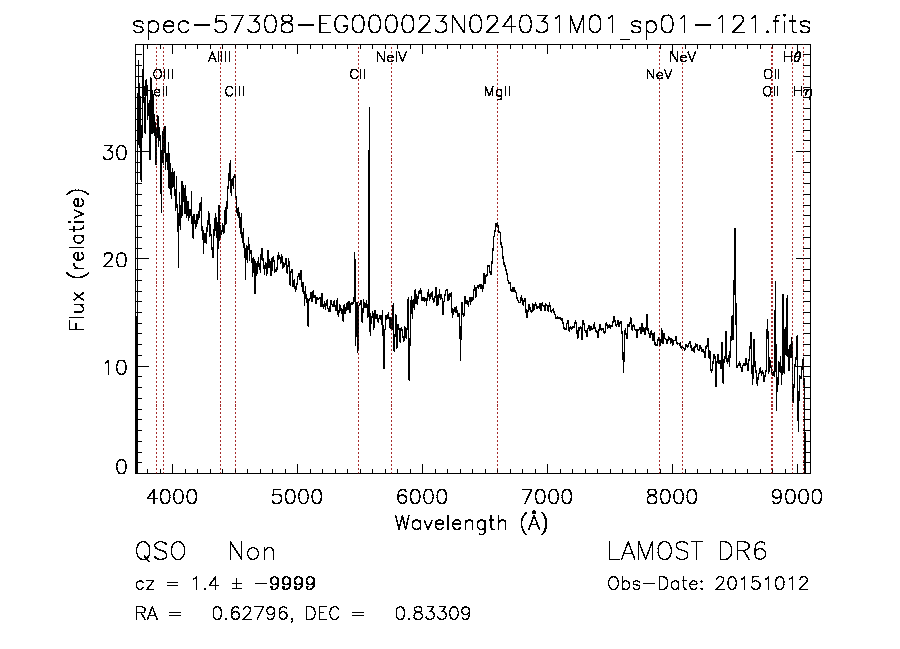 spec-57308-EG000023N024031M01_sp01-121.fits
AlIII NeIV NeV Hθ
OIII CII NeV OII
HeII CIII MgII OII Hη
30
20
10
0
Flux (relative)
4000 5000 6000 7000 8000 9000
Wavelength (Å)
QSO Non LAMOST DR6
cz = 1.4 ± -9999 Obs-Date: 20151012
RA = 0.62796, DEC = 0.83309